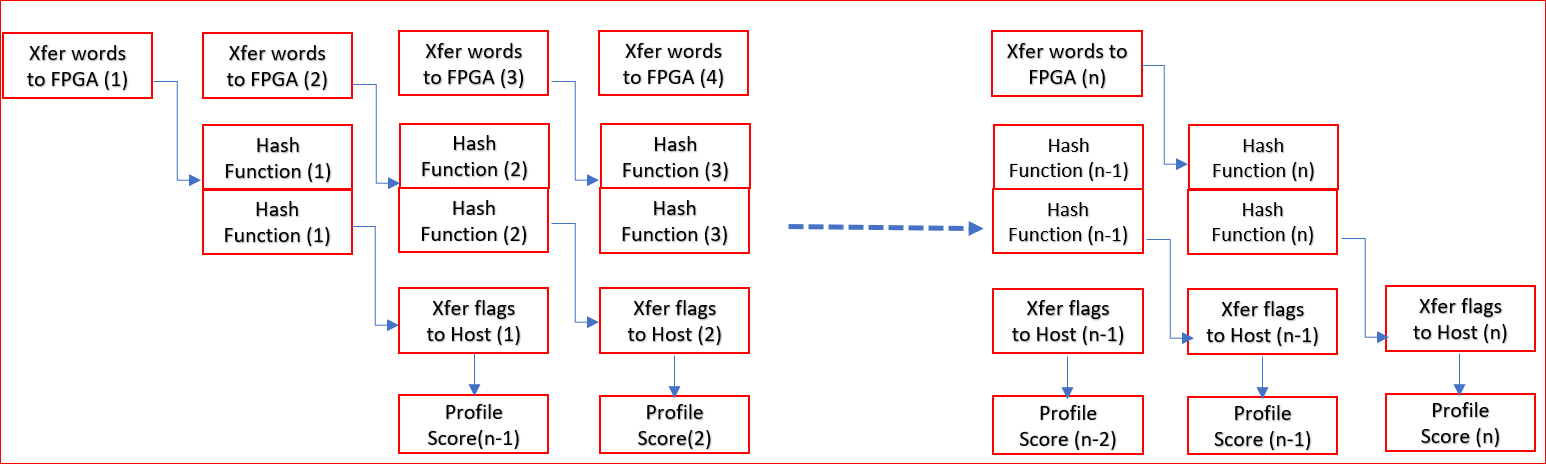 Xfer words
to FPGA (1)
Xfer words
to FPGA (2)
Xfer words
to FPGA (3)
Xfer words
to FPGA (4)
Xfer words to
FPGA (n)
Hash
Function (1)
Hash
Function (2)
Hash
Function (3)
Hash
Function (n-1)
Hash
Function (n)
Hash
Function (1)
Hash
Function (2)
Hash
Function (3)
Hash
Function (n-1)
Hash
Function (n)
Xfer flags
to Host (1)
Xfer flags
to Host (2)
Xfer flags
to Host (n-1)
Xfer flags
to Host (n-1)
Xfer flags
to Host (n)
Profile
Score(n-1)
Profile
Score(2)
Profile
Score (n-2)
Profile
Score (n-1)
Profile
Score (n)